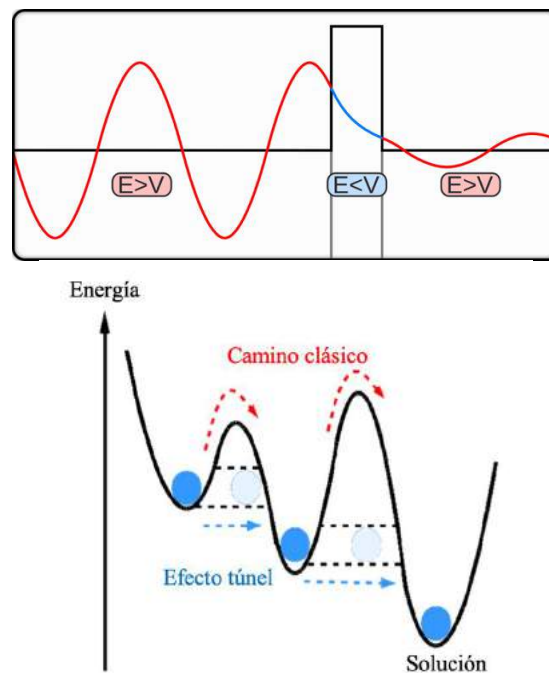 E>V
E<V
E>V
Energía
Camino clásico
Efecto túnel
Solución